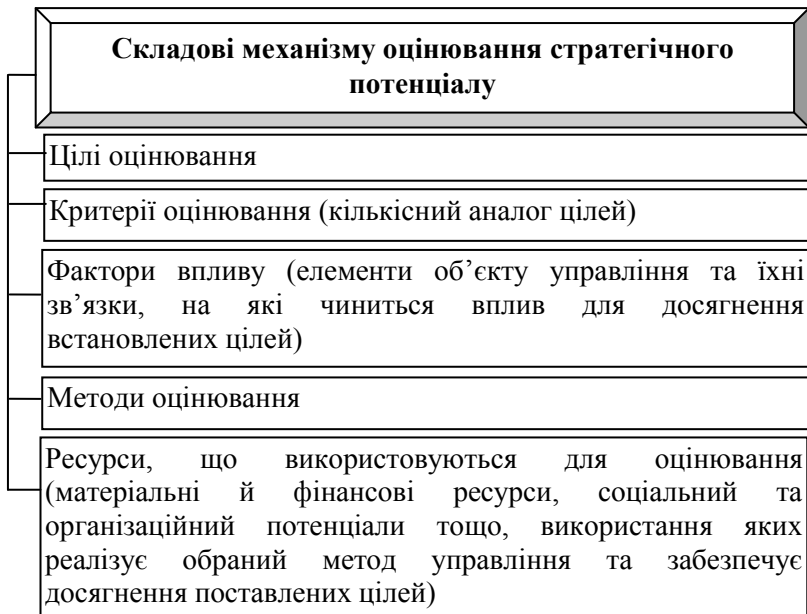 Складові механізму оцінювання стратегічного
потенціалу
Цілі оцінювання
Критерії оцінювання (кількісний аналог цілей)
Фактори впливу (елементи об’єкту управління та їхні
зв’язки, на які чиниться вплив для досягнення
встановлених цілей)
Методи оцінювання
Ресурси, що використовуються для оцінювання
(матеріальні й фінансові ресурси, соціальний та
організаційний потенціали тощо, використання яких
реалізує обраний метод управління та забезпечує
досягнення поставлених цілей)